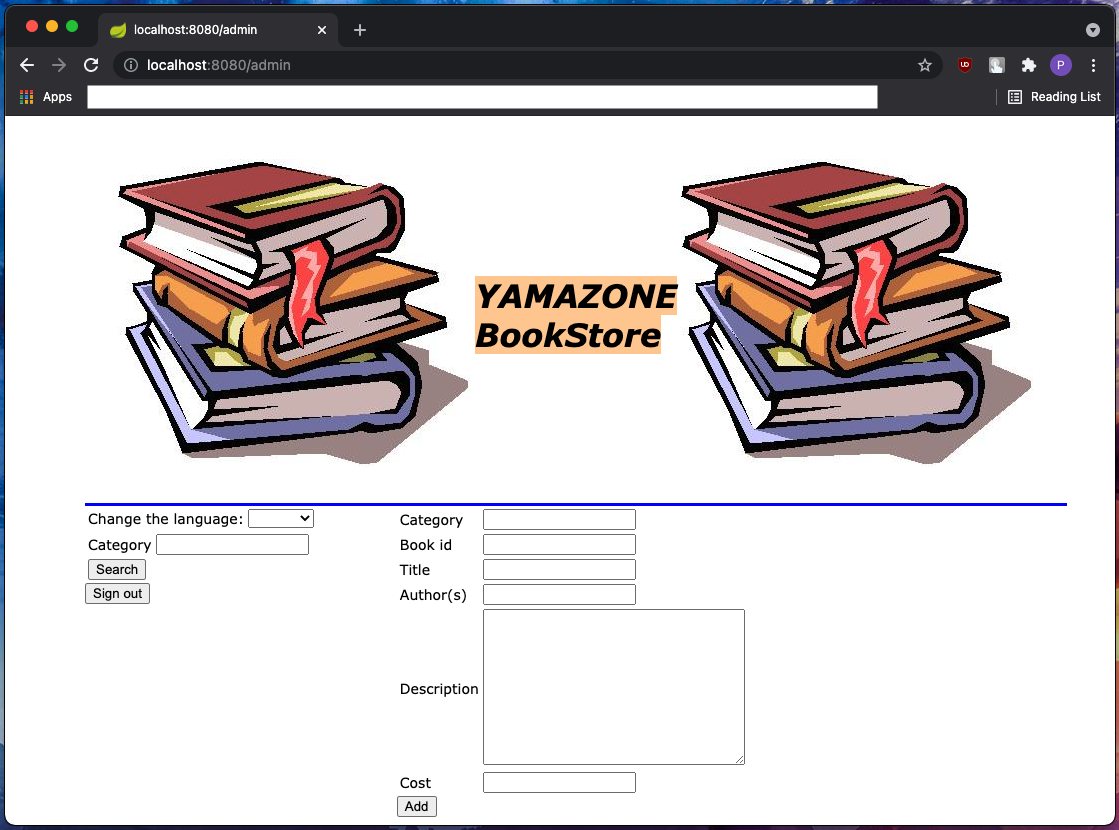 localhost:8080/admin
localhost:8080/admin
UD
P
Apps
Reading List
YAMAZONE
BookStore
Change the language:
Category
Search
Sign out
Category
Book id
Title
Author(s)
Description
Cost
Add